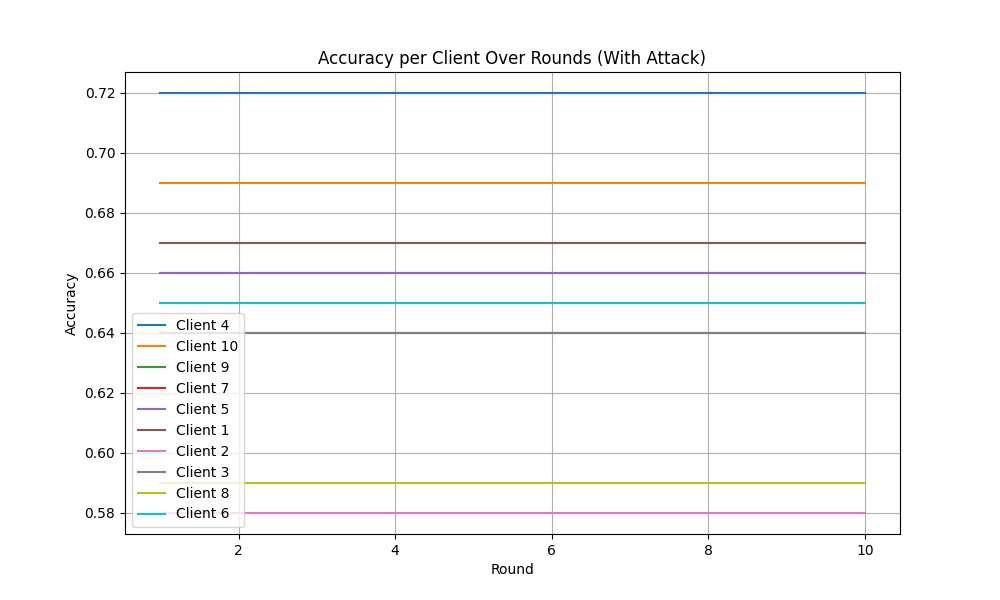 Accuracy per Client Over Rounds (With Attack)
0.72
0.70
0.68
0.66
0.64
0.62
0.60
0.58
Accuracy
Client 4
Client 10
Client 9
Client 7
Client 5
Client 1
Client 2
Client 3
Client 8
Client 6
2
4
6
8
10
Round